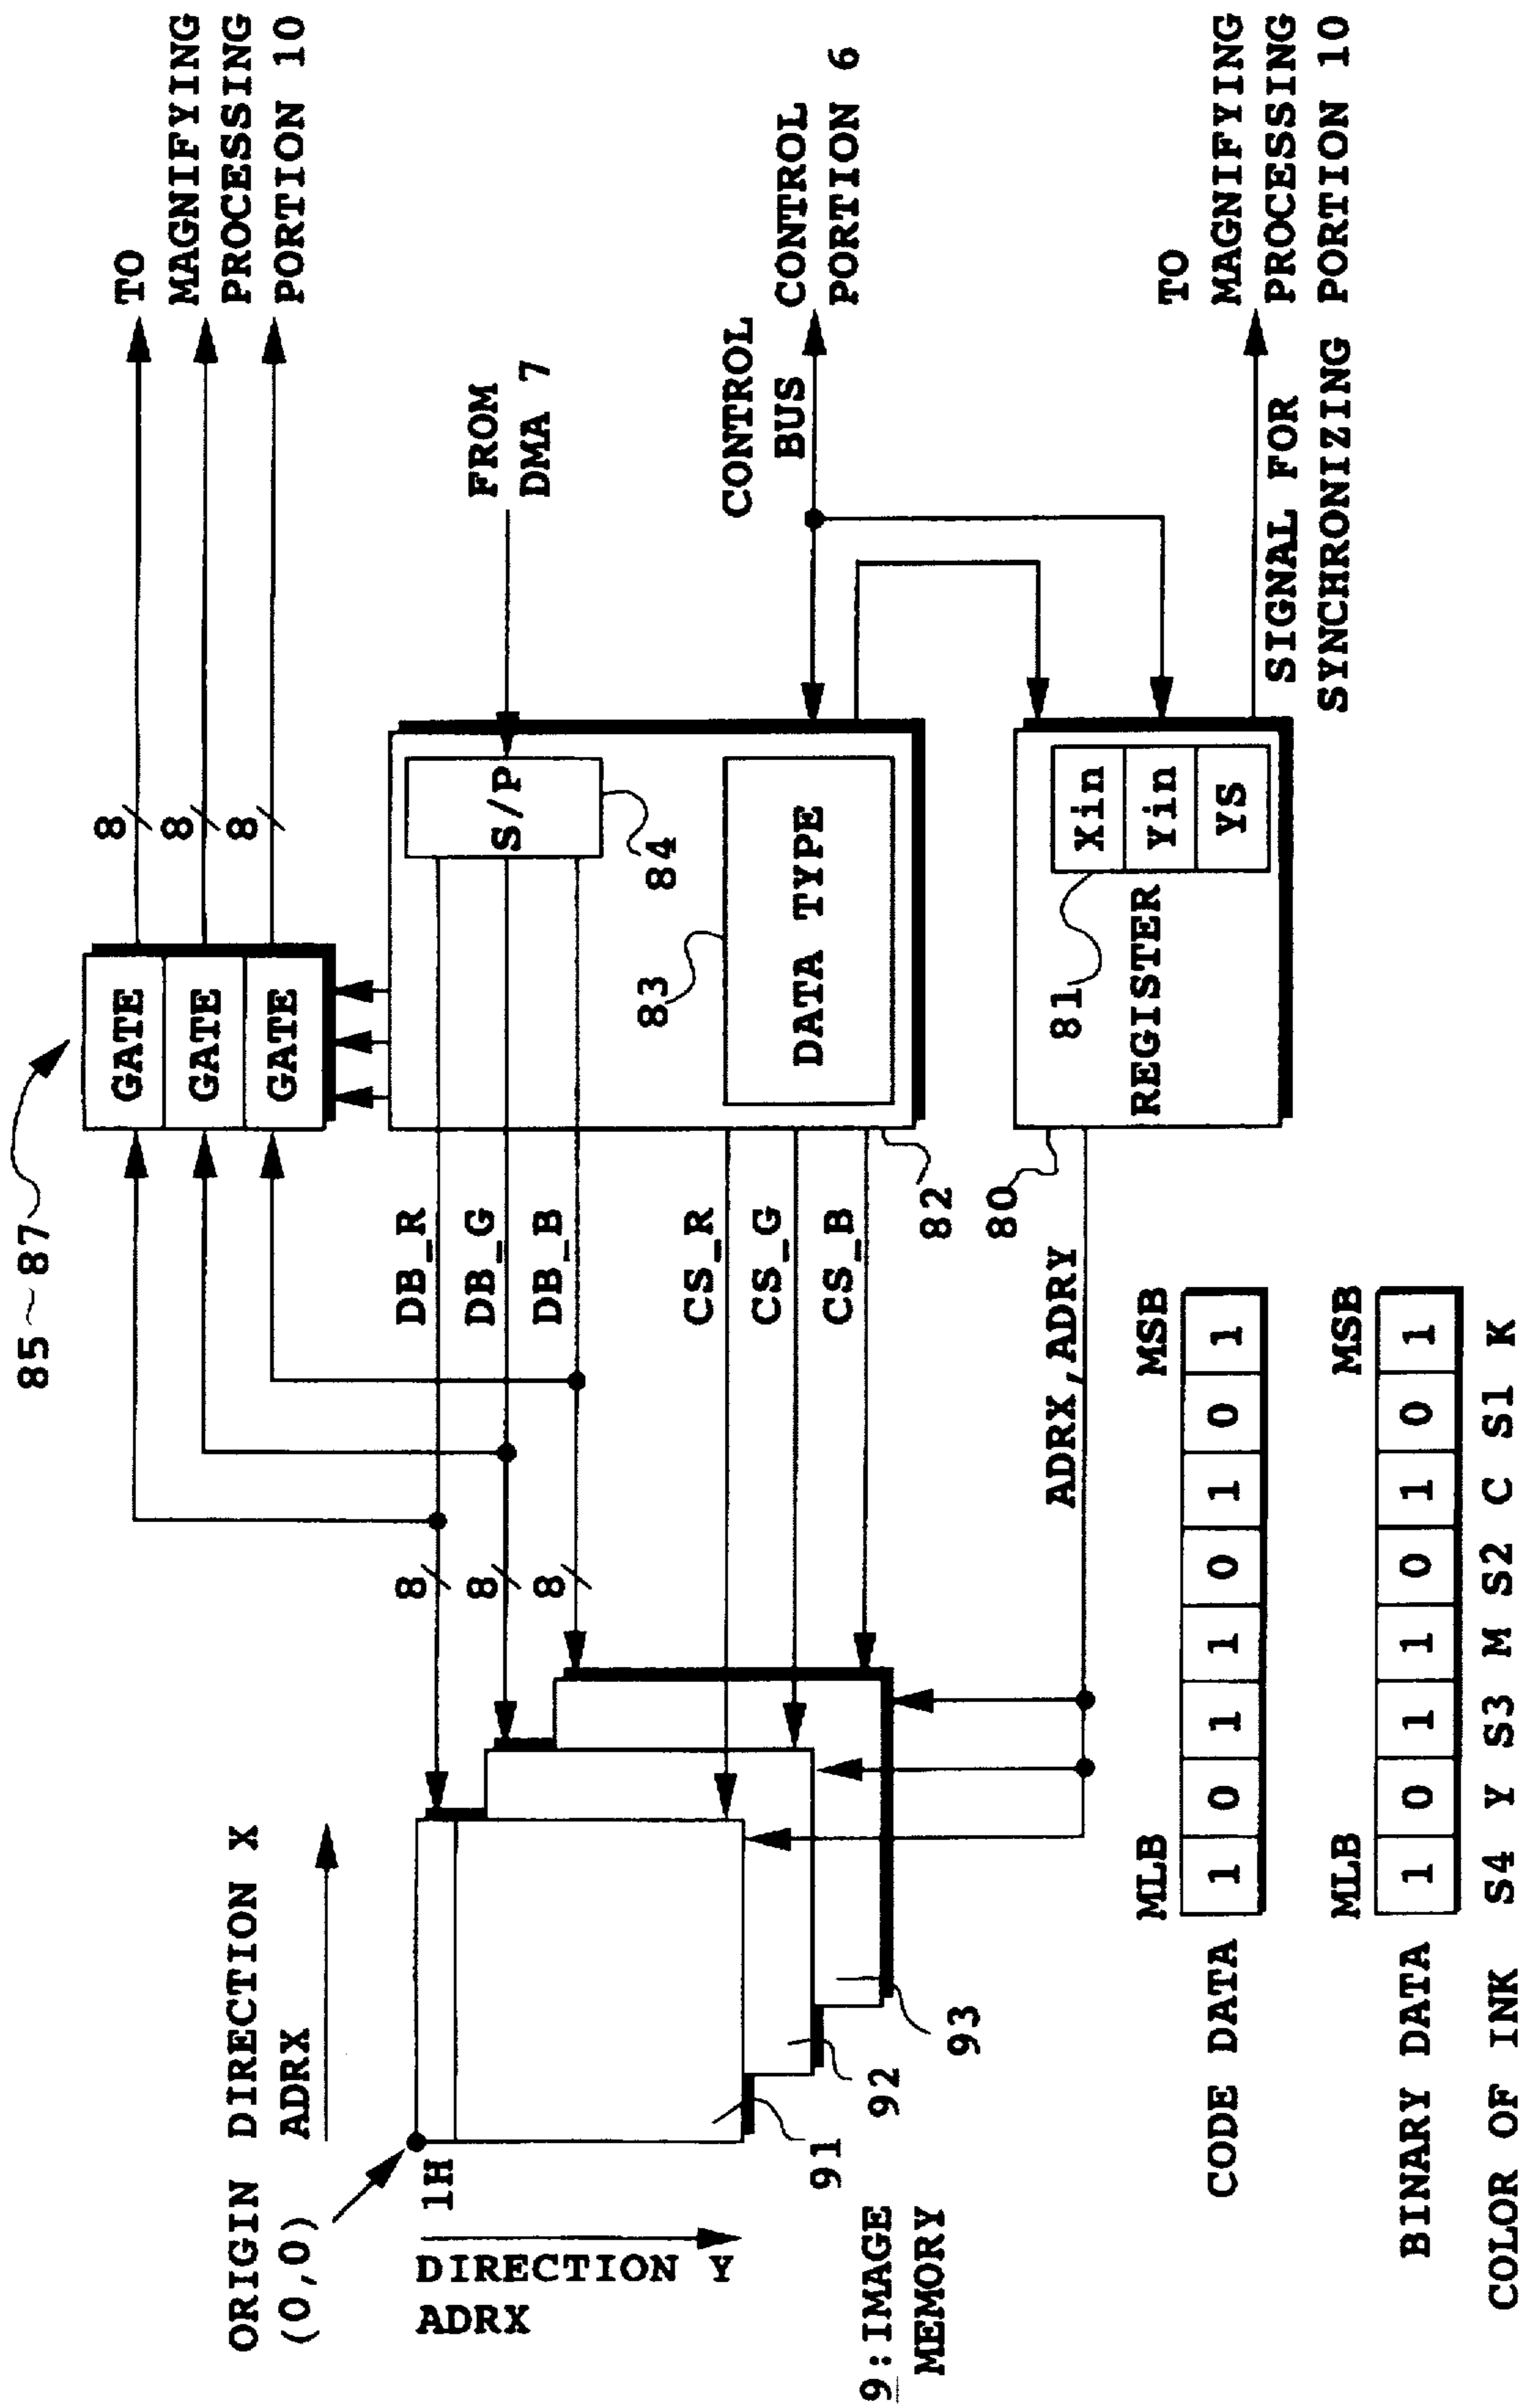 85~87
GATE
GATE
GATE
8
8
8
TO
MAGNIFYING
PROCESSING
PORTION 10
ORIGIN
(0,0)
DIRECTION X
ADRX
1H
DIRECTION Y
ADRX
9:IMAGE
MEMORY
91
92
93
8
8
8
DB_R
DB_G
DB_B
CS_R
CS_G
CS_B
S/P
84
83
DATA TYPE
82
FROM
DMA 7
CONTROL
BUS
CONTROL
PORTION 6
80
ADRX,ADRY
81
REGISTER
Xin
Yin
YS
SIGNAL FOR
SYNCHRONIZING
TO
MAGNIFYING
PROCESSING
PORTION 10
MLB MSB
CODE DATA 1 0 1 1 0 1 0 1
MLB MSB
BINARY DATA 1 0 1 1 0 1 0 1
COLOR OF INK S4 Y S3 M S2 C S1 K